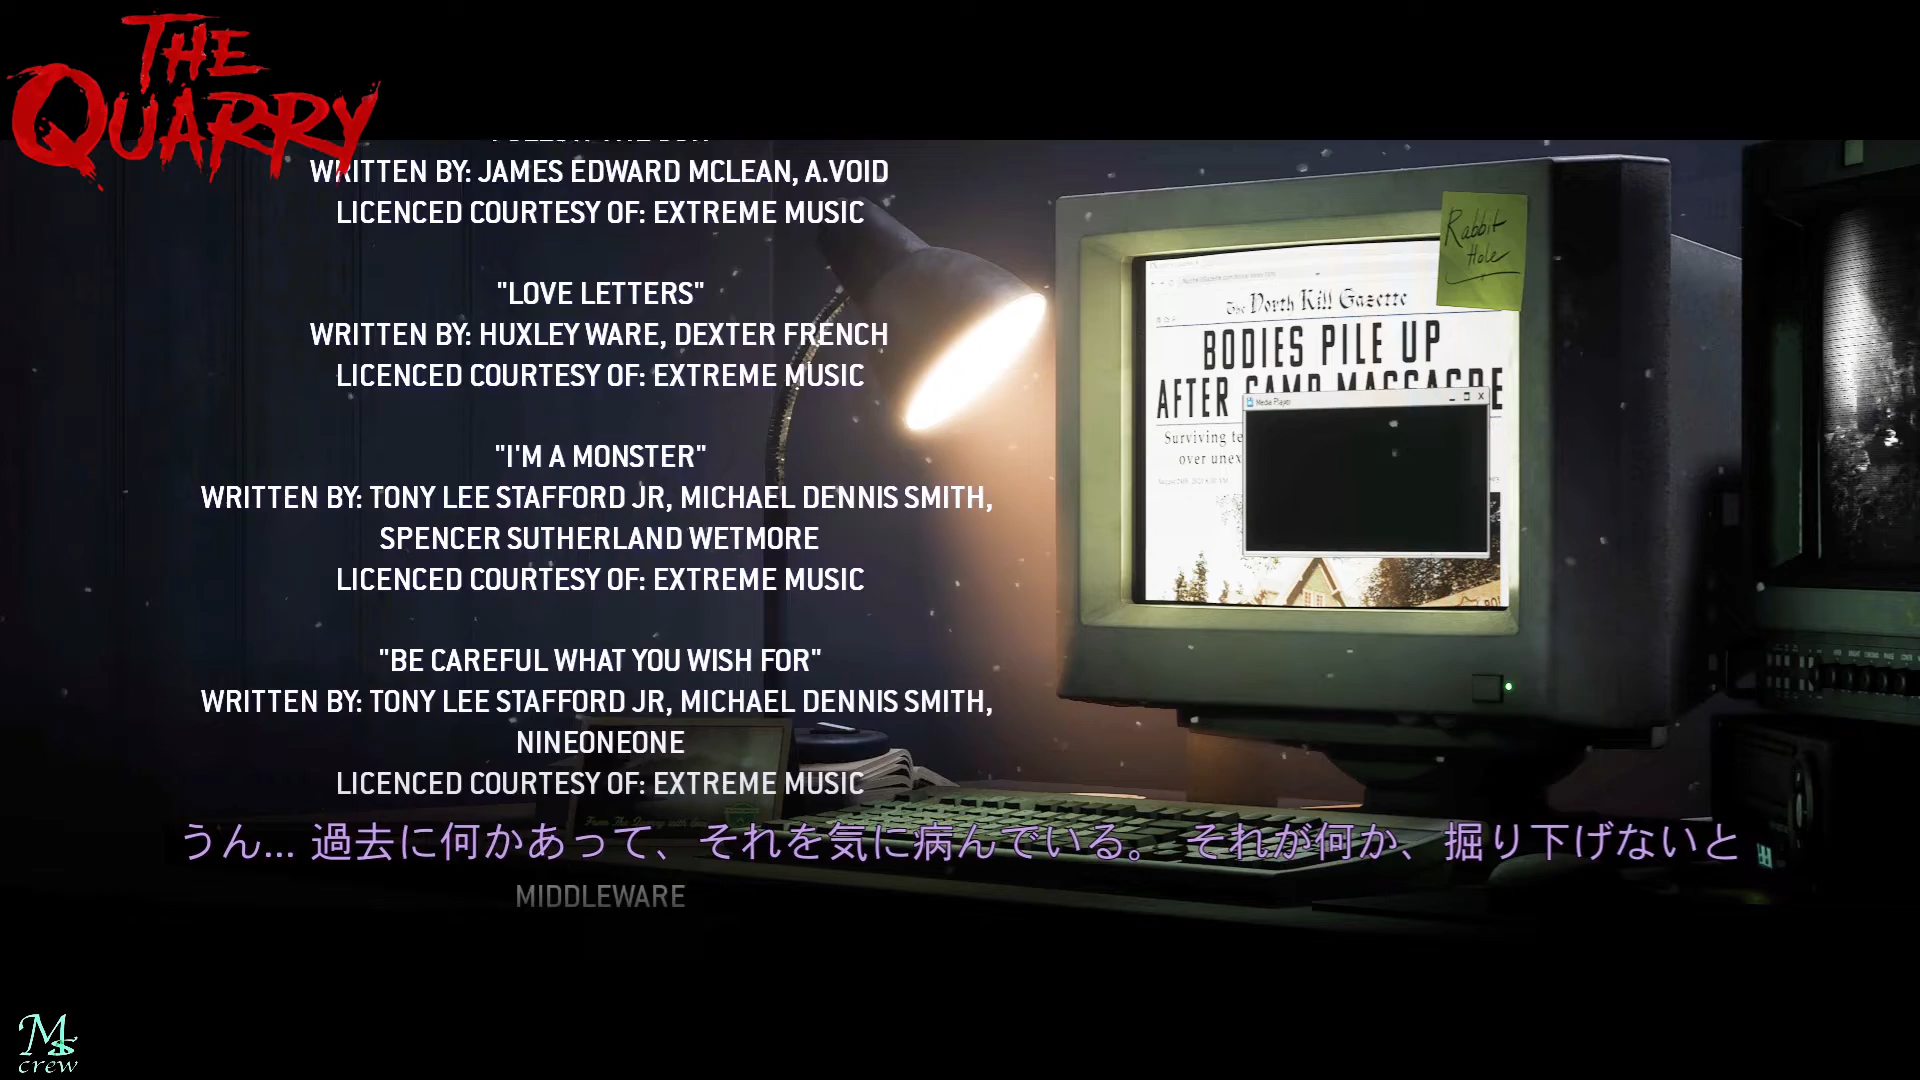 THE
QUARRY
WRITTEN BY: JAMES EDWARD MCLEAN, A.VOID
LICENCED COURTESY OF: EXTREME MUSIC
"LOVE LETTERS"
WRITTEN BY: HUXLEY WARE, DEXTER FRENCH
LICENCED COURTESY OF: EXTREME MUSIC
"I'M A MONSTER"
WRITTEN BY: TONY LEE STAFFORD JR, MICHAEL DENNIS SMITH,
SPENCER SUTHERLAND WETMORE
LICENCED COURTESY OF: EXTREME MUSIC
"BE CAREFUL WHAT YOU WISH FOR"
WRITTEN BY: TONY LEE STAFFORD JR, MICHAEL DENNIS SMITH,
NINEONEONE
LICENCED COURTESY OF: EXTREME MUSIC
うん... 過去に何かあって、それを気に病んでいる。 それが何か、掘り下げないと
MIDDLEWARE
Rabbit
Hole
The North Kill Gazette
BODIES PILE UP
AFTER CAMP MASSACRE
Media Player
Surviving
over
Ms
crew